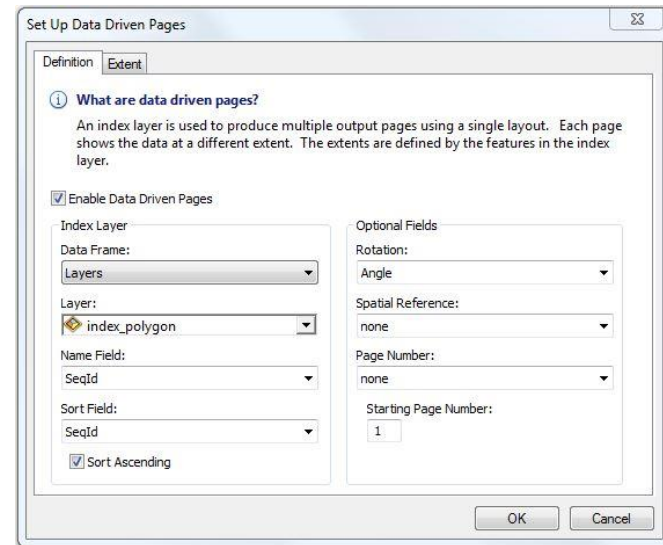 Set Up Data Driven Pages
Definition
Extent
What are data driven pages?
An index layer is used to produce multiple output pages using a single layout. Each page
shows the data at a different extent. The extents are defined by the features in the index
layer.
Enable Data Driven Pages
Index Layer
Data Frame:
Layers
Layer:
index_polygon
Name Field:
SeqId
Sort Field:
SeqId
Sort Ascending
Optional Fields
Rotation:
Angle
Spatial Reference:
none
Page Number:
none
Starting Page Number:
1
OK
Cancel